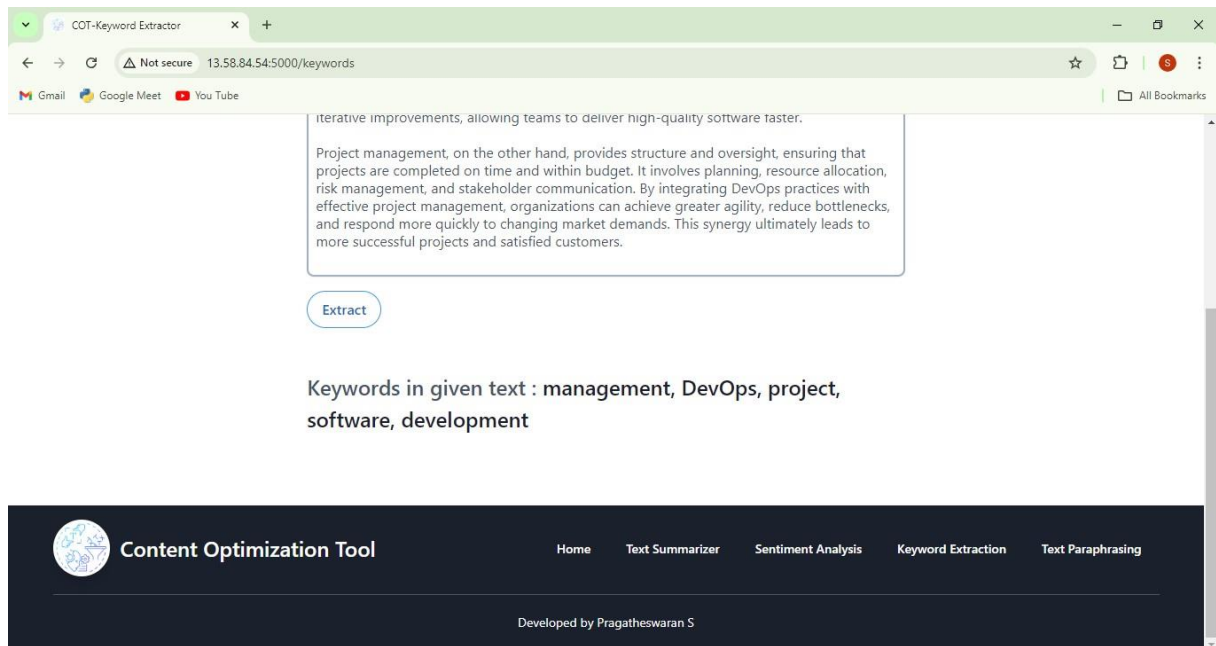 COT-Keyword Extractor
Not secure 13.58.84.54:5000/keywords
S
Gmail Google Meet You Tube All Bookmarks
iterative improvements, allowing teams to deliver high-quality software faster.
Project management, on the other hand, provides structure and oversight, ensuring that
projects are completed on time and within budget. It involves planning, resource allocation,
risk management, and stakeholder communication. By integrating DevOps practices with
effective project management, organizations can achieve greater agility, reduce bottlenecks,
and respond more quickly to changing market demands. This synergy ultimately leads to
more successful projects and satisfied customers.
Extract
Keywords in given text : management, DevOps, project,
software, development
Content Optimization Tool Home Text Summarizer Sentiment Analysis Keyword Extraction Text Paraphrasing
Developed by Pragatheswaran S